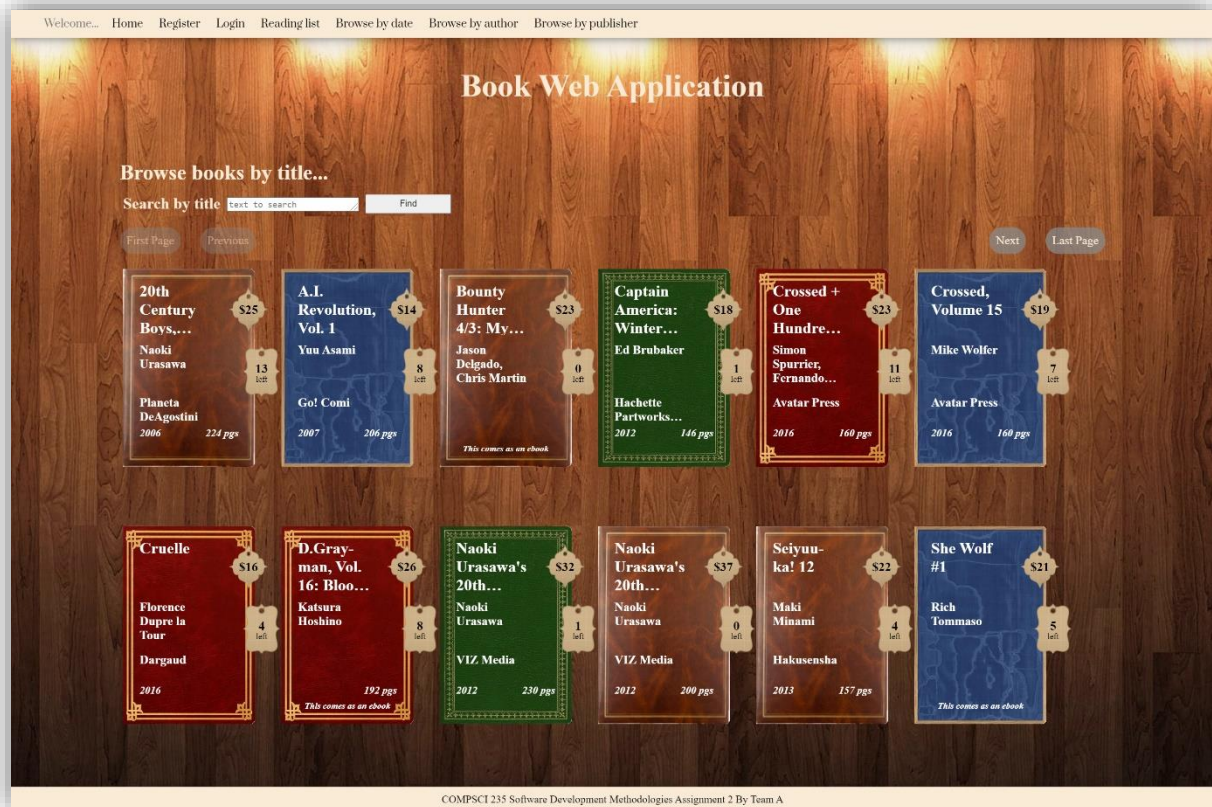 Welcome... Home Register Login Reading list Browse by date Browse by author Browse by publisher
Book Web Application
Browse books by title...
Search by title text to search Find
First Page Previous Next Last Page
20th
Century
Boys,...
$25
Naoki
Urasawa
13
left
Planeta
DeAgostini
2006 224 pgs
A.I.
Revolution,
Vol. 1
$14
Yuu Asami
8
left
Go! Comi
2007 206 pgs
Bounty
Hunter
4/3: My...
$23
Jason
Delgado,
Chris Martin
0
left
This comes as an ebook
Captain
America:
Winter...
$18
Ed Brubaker
1
left
Hachette
Partworks...
2012 146 pgs
Crossed +
One
Hundre...
$23
Simon
Spurrier,
Fernando...
11
left
Avatar Press
2016 160 pgs
Crossed,
Volume 15
$19
Mike Wolfer
7
left
Avatar Press
2016 160 pgs
Cruelle
$16
Florence
Dupre la
Tour
4
left
Dargaud
2016
D.Gray-
man, Vol.
16: Bloo...
$26
Katsura
Hoshino
8
left
192 pgs
This comes as an ebook
Naoki
Urasawa's
20th...
$32
Naoki
Urasawa
1
left
VIZ Media
2012 230 pgs
Naoki
Urasawa's
20th...
$37
Naoki
Urasawa
0
left
VIZ Media
2012 200 pgs
Seiyuu-
ka! 12
$22
Maki
Minami
4
left
Hakusensha
2013 157 pgs
She Wolf
#1
$21
Rich
Tommaso
5
left
This comes as an ebook
COMPSCI 235 Software Development Methodologies Assignment 2 By Team A